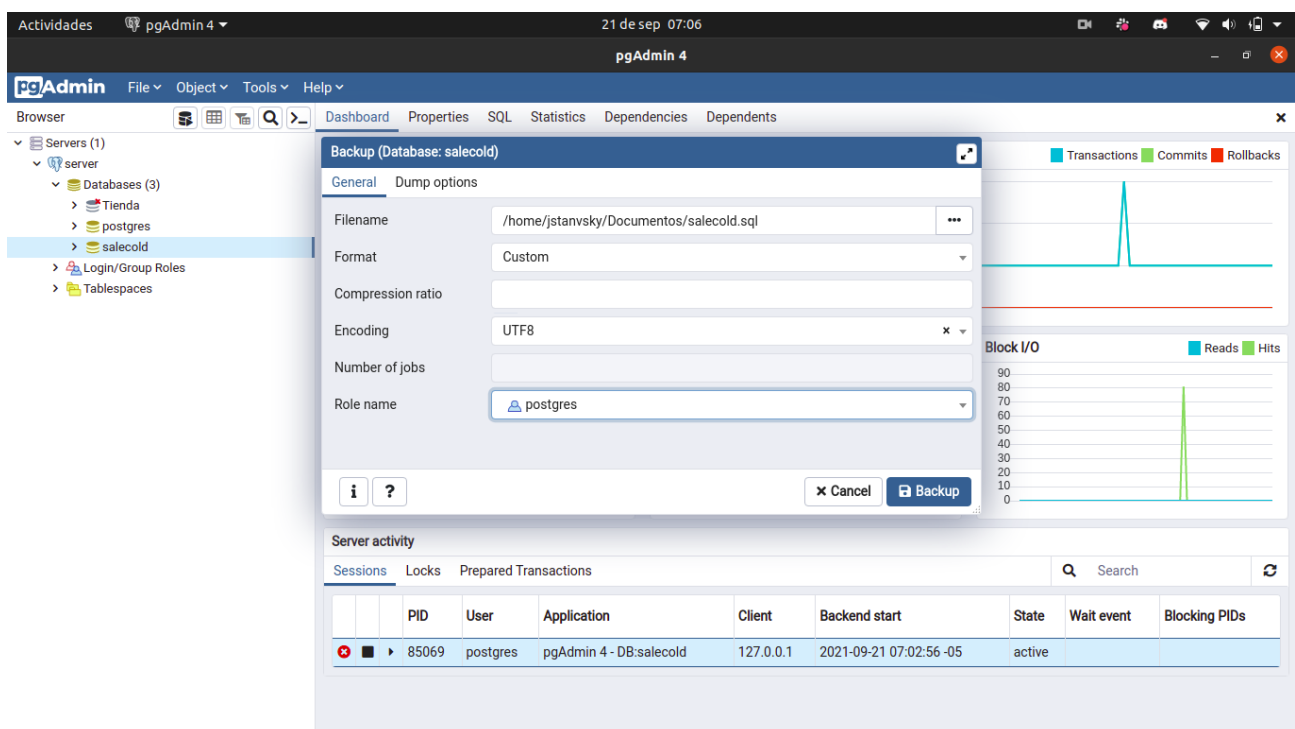 Actividades pgAdmin 4 21 de sep 07:06
pgAdmin 4
pgAdmin File Object Tools Help
Browser
Dashboard Properties SQL Statistics Dependencies Dependents
Servers (1)
server
Databases (3)
Tienda
postgres
salecold
Login/Group Roles
Tablespaces
Backup (Database: salecold)
General Dump options
Filename /home/jstanvsky/Documentos/salecold.sql
Format Custom
Compression ratio
Encoding UTF8
Number of jobs
Role name postgres
i ? Cancel Backup
Transactions Commits Rollbacks
Block I/O Reads Hits
90
80
70
60
50
40
30
20
10
0
Server activity
Sessions Locks Prepared Transactions Search
PID User Application Client Backend start State Wait event Blocking PIDs
85069 postgres pgAdmin 4 - DB:salecold 127.0.0.1 2021-09-21 07:02:56 -05 active